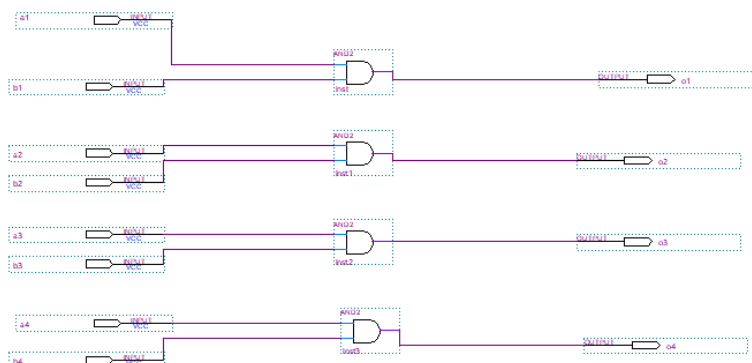 a1 INPUT VCC
AND2
b1 INPUT VCC
inst
OUTPUT o1
AND2
a2 INPUT VCC
b2 INPUT VCC
inst1
OUTPUT o2
AND2
a3 INPUT VCC
b3 INPUT VCC
inst2
OUTPUT o3
AND2
a4 INPUT VCC
inst3
OUTPUT o4
b4 INPUT